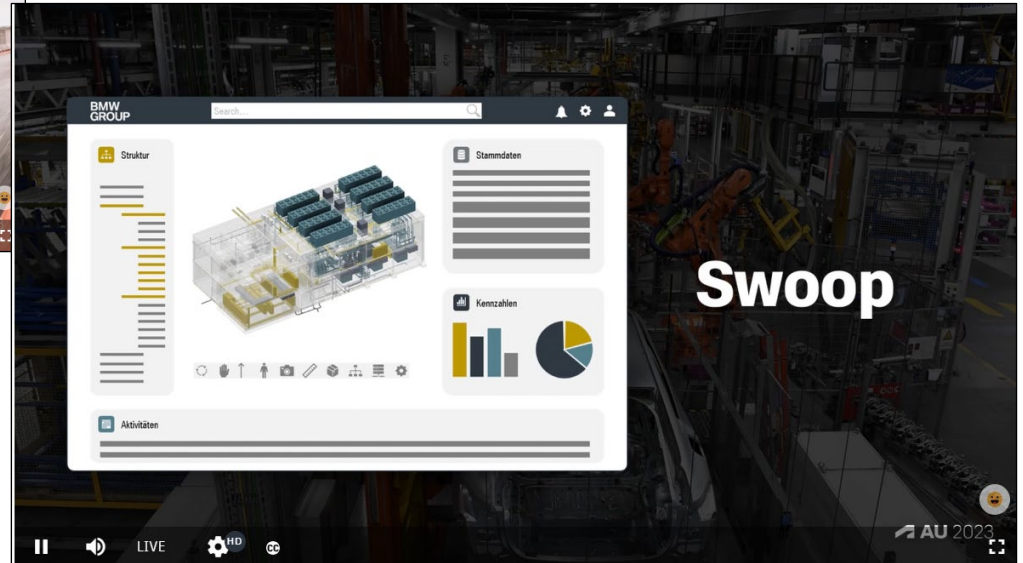 BMW
GROUP
Search...
Struktur
Stammdaten
Kennzahlen
Aktivitäten
Swoop
AU 2023
LIVE
HD
CC